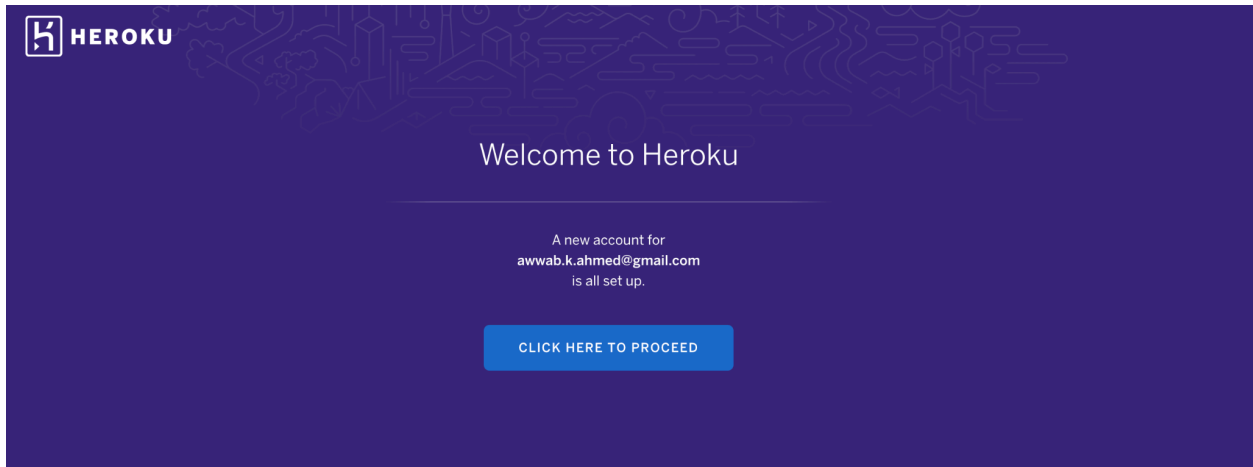 HEROKU
Welcome to Heroku
A new account for
awwab.k.ahmed@gmail.com
is all set up.
CLICK HERE TO PROCEED